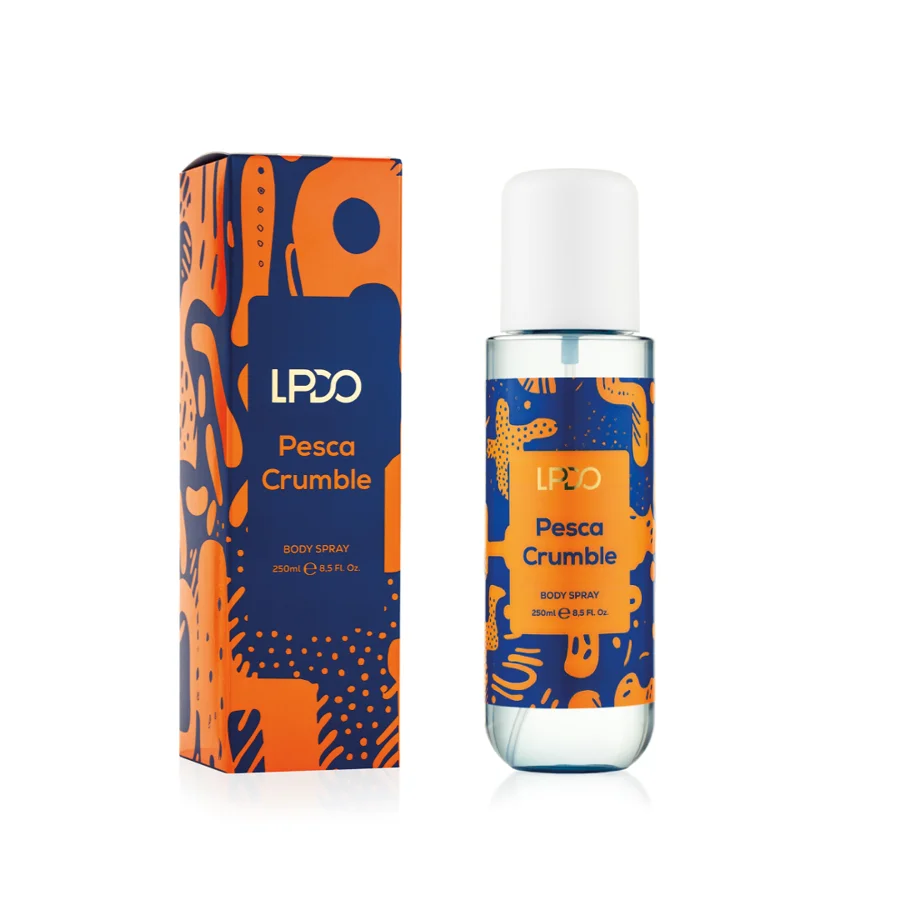 LPDO
Pesca
Crumble
BODY SPRAY
250ml ℮ 8,5 Fl. Oz.
LPDO
Pesca
Crumble
BODY SPRAY
250ml ℮ 8,5 Fl. Oz.